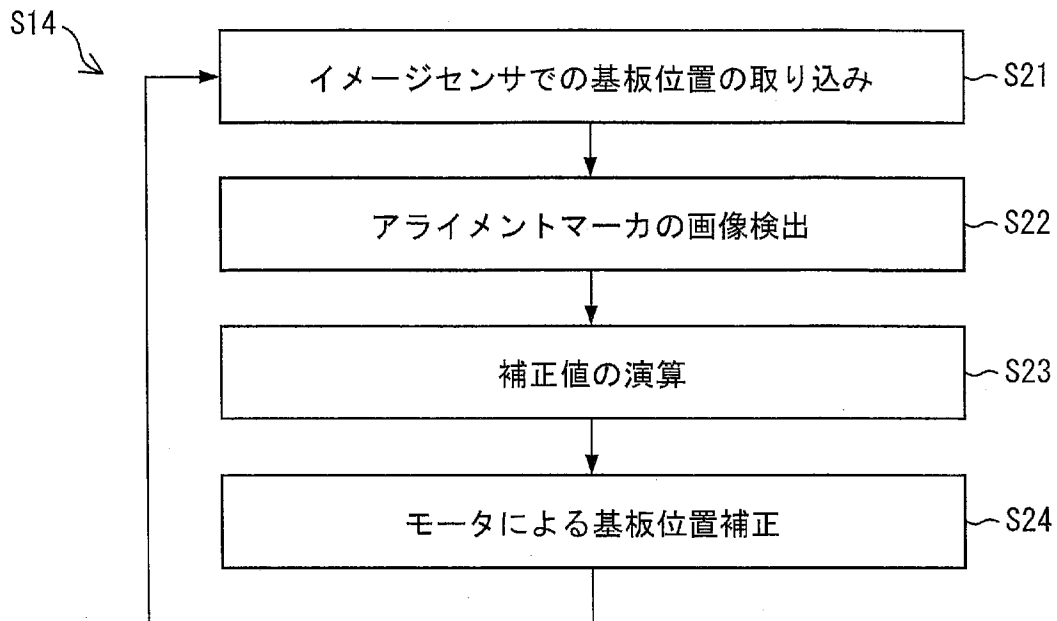 S14
イメージセンサでの基板位置の取り込み
S21
アライメントマーカの画像検出
S22
補正値の演算
S23
モータによる基板位置補正
S24